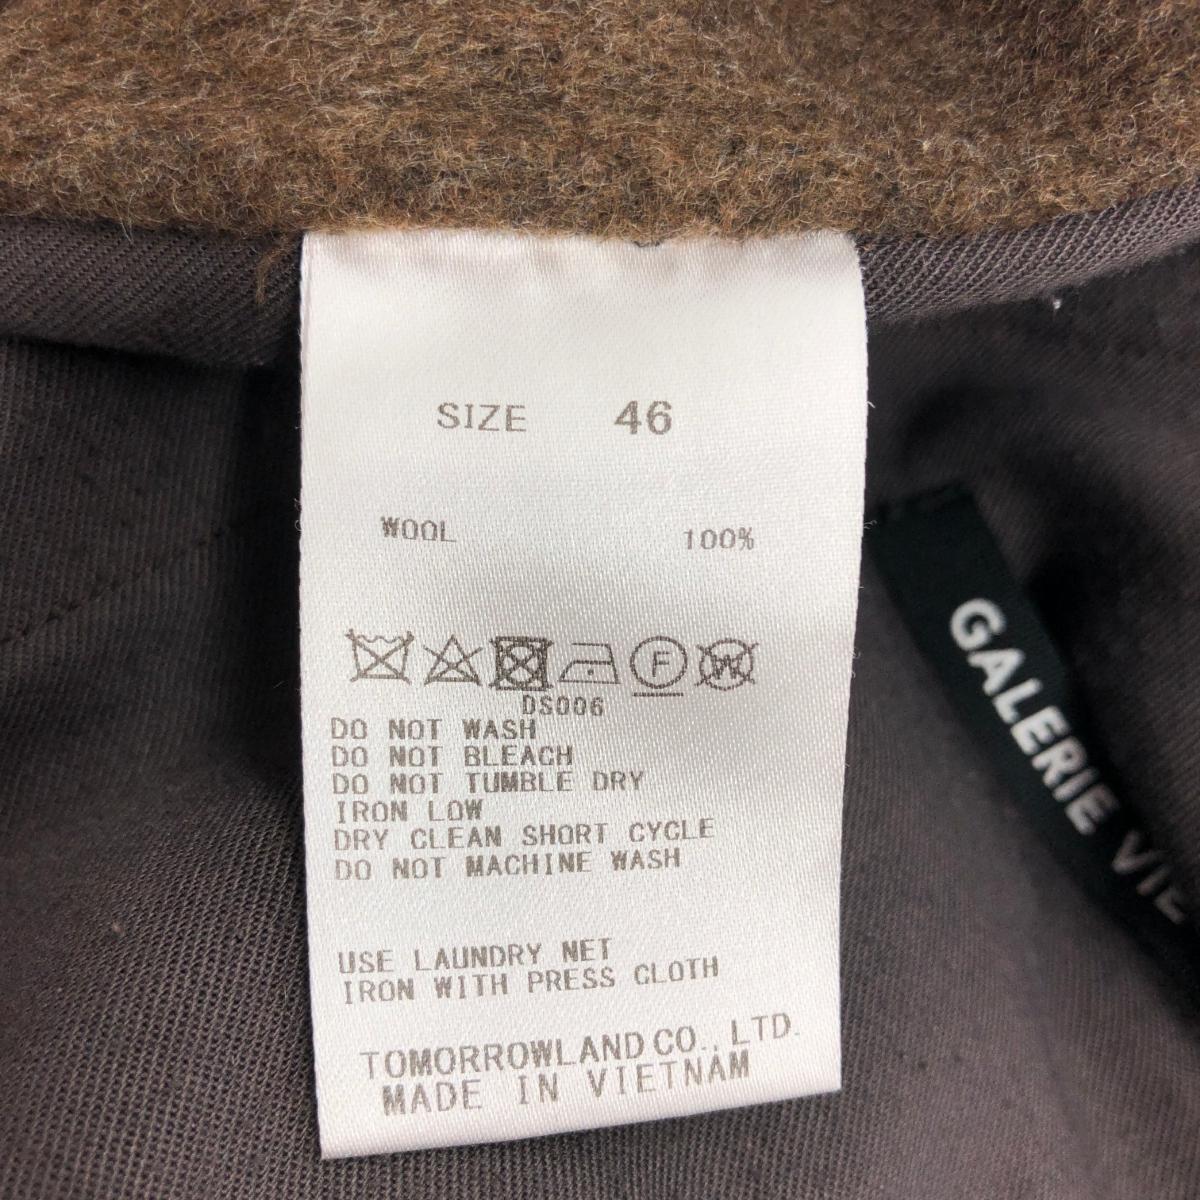 SIZE 46
WOOL 100%
F W
DS006
DO NOT WASH
DO NOT BLEACH
DO NOT TUMBLE DRY
IRON LOW
DRY CLEAN SHORT CYCLE
DO NOT MACHINE WASH
USE LAUNDRY NET
IRON WITH PRESS CLOTH
TOMORROWLAND CO., LTD.
MADE IN VIETNAM
GALERIE VIE